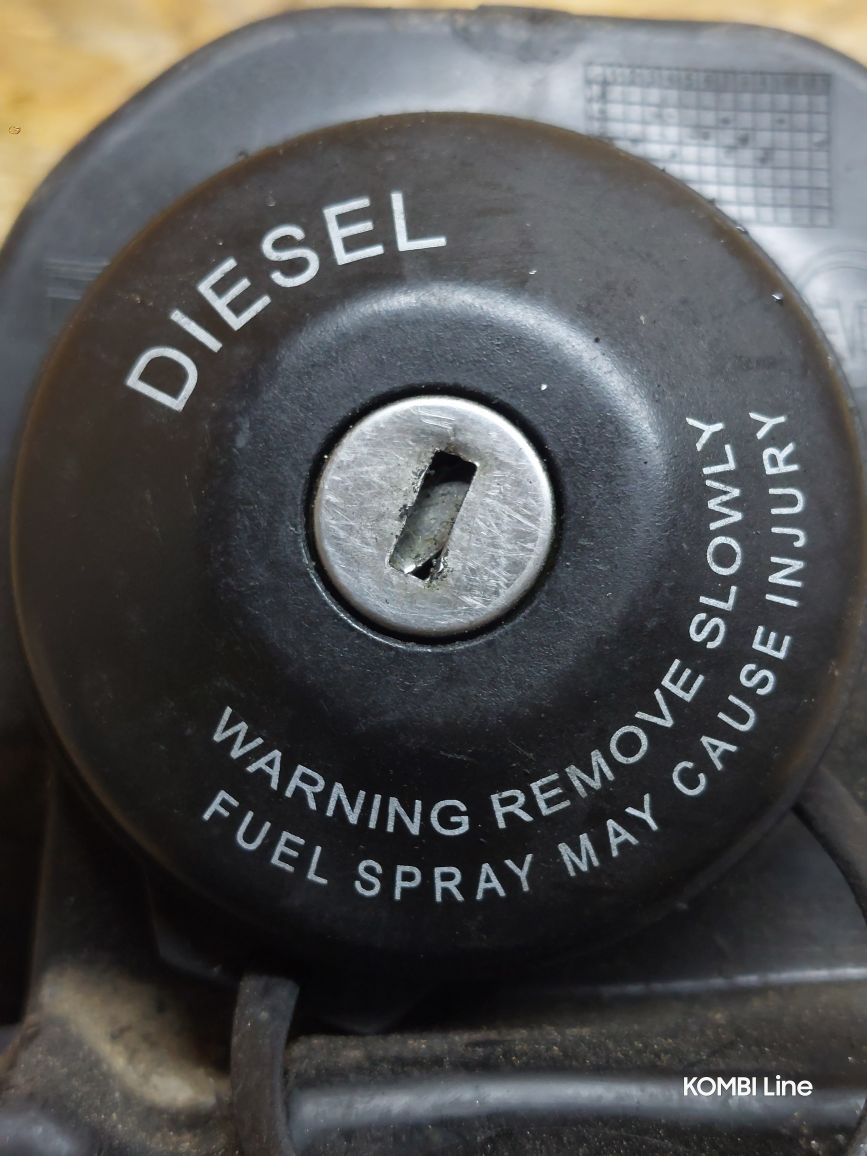 DIESEL
WARNING REMOVE SLOWLY
FUEL SPRAY MAY CAUSE INJURY
KOMBI Line